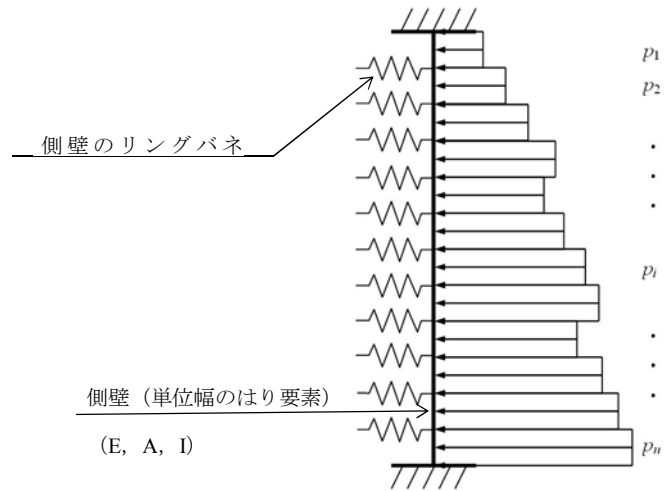 p1
p2
側壁のリングバネ
・
・
・
pi
・
・
・
側壁（単位幅のはり要素）
（E，A，I）
pn